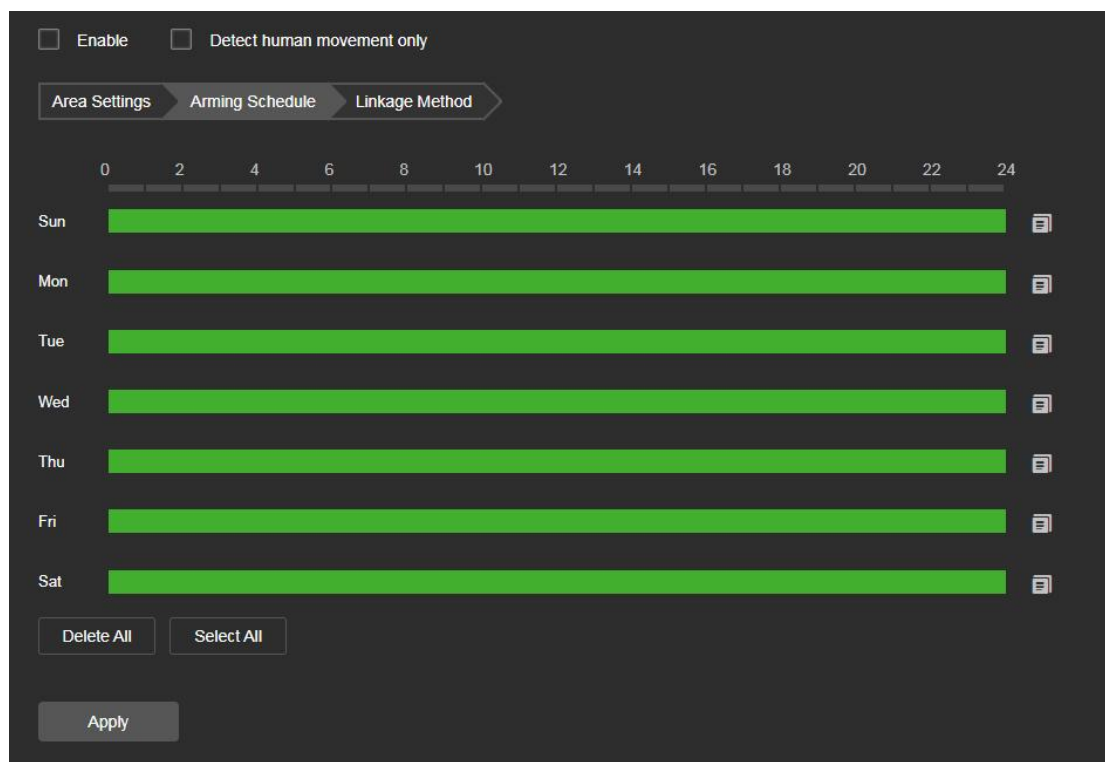 Enable Detect human movement only
Area Settings Arming Schedule Linkage Method
0 2 4 6 8 10 12 14 16 18 20 22 24
Sun
Mon
Tue
Wed
Thu
Fri
Sat
Delete All Select All
Apply